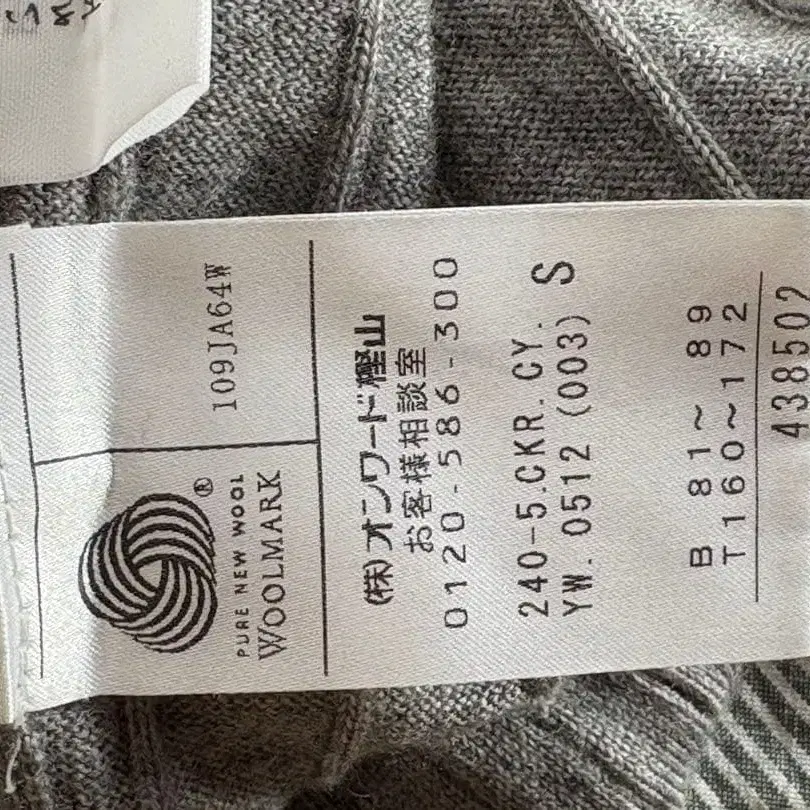 109JA64W
PURE NEW WOOL
WOOLMARK
(株)オンワード樫山
お客様相談室
0120-586-300
240-5.CKR.CY.
YW.0512 (003) S
B 81~ 89
T160~172
438502